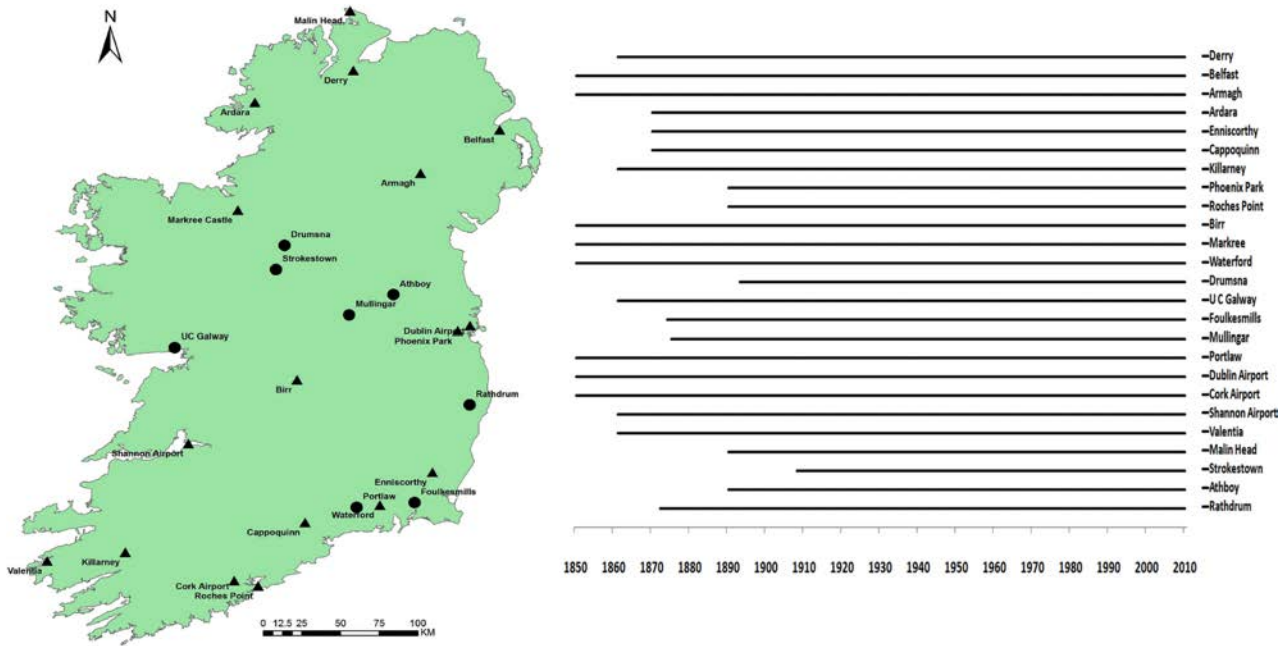 N
Malin Head
Derry
Ardara
Belfast
Armagh
Markree Castle
Drumsna
Strokestown
Athboy
Mullingar
Dublin Airport
Phoenix Park
UC Galway
Birr
Rathdrum
Shannon Airport
Enniscorthy
Foulkesmills
Portlaw
Waterford
Cappoquinn
Killarney
Valentia
Cork Airport
Roches Point
0 12.5 25 50 75 100
KM
Derry
Belfast
Armagh
Ardara
Enniscorthy
Cappoquinn
Killarney
Phoenix Park
Roches Point
Birr
Markree
Waterford
Drumsna
U C Galway
Foulkesmills
Mullingar
Portlaw
Dublin Airport
Cork Airport
Shannon Airport
Valentia
Malin Head
Strokestown
Athboy
Rathdrum
1850 1860 1870 1880 1890 1900 1910 1920 1930 1940 1950 1960 1970 1980 1990 2000 2010